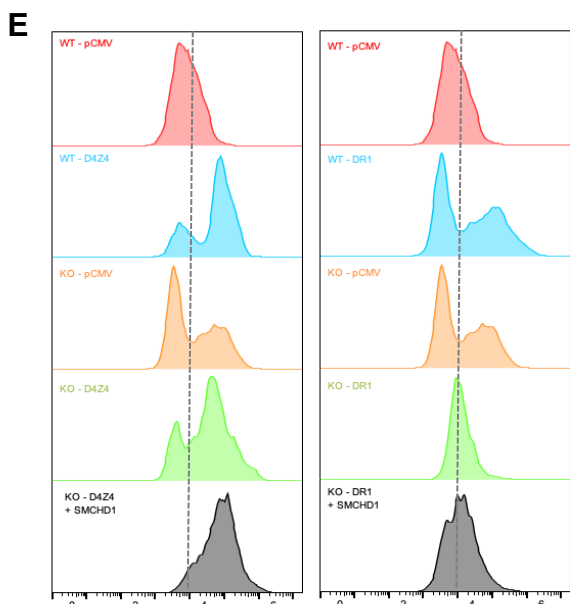 E
WT - pCMV
WT - D4Z4
KO - pCMV
KO - D4Z4
KO - D4Z4
+ SMCHD1
WT - pCMV
WT - DR1
KO - pCMV
KO - DR1
KO - DR1
+ SMCHD1